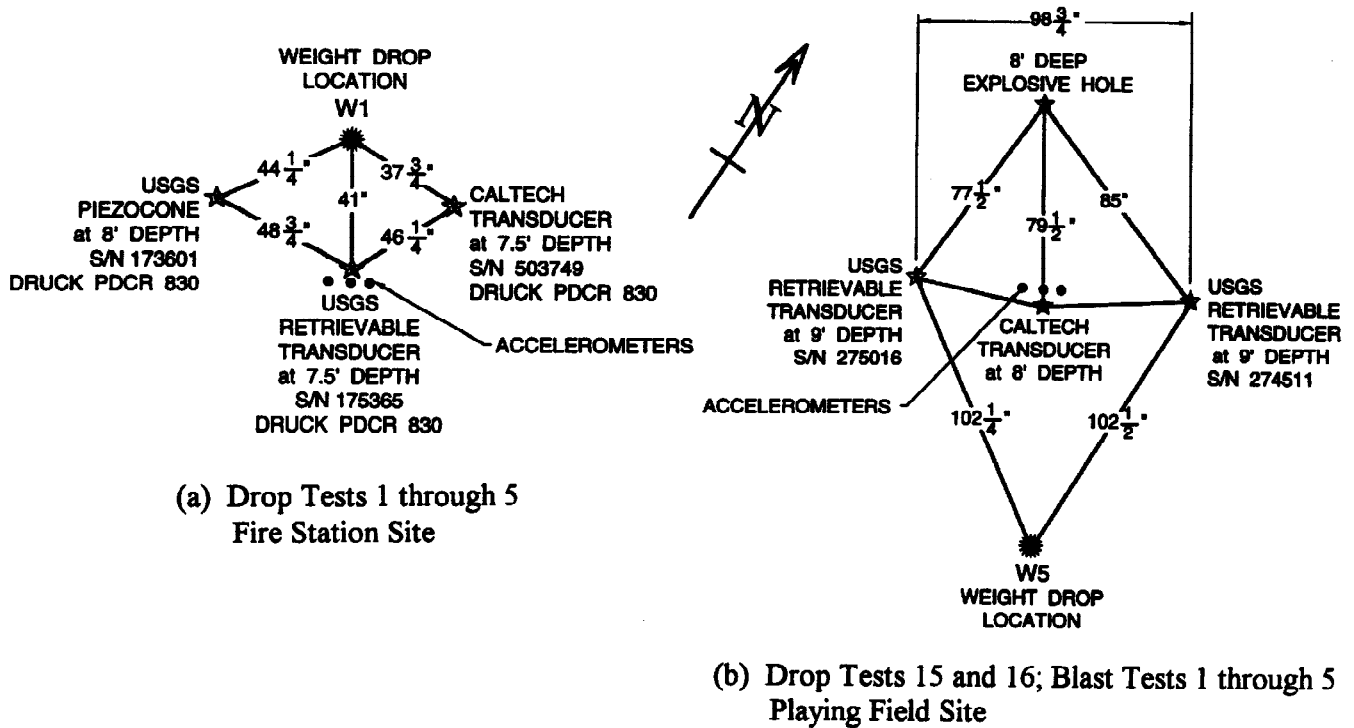 WEIGHT DROP
LOCATION
W1
44 1/4"
37 3/4"
41"
48 3/4"
46 1/4"
USGS
PIEZOCONE
at 8' DEPTH
S/N 173601
DRUCK PDCR 830
CALTECH
TRANSDUCER
at 7.5' DEPTH
S/N 503749
DRUCK PDCR 830
USGS
RETRIEVABLE
TRANSDUCER
at 7.5' DEPTH
S/N 175365
DRUCK PDCR 830
ACCELEROMETERS
(a) Drop Tests 1 through 5
Fire Station Site
N
98 3/4"
8' DEEP
EXPLOSIVE HOLE
77 1/2"
79 1/2"
85"
USGS
RETRIEVABLE
TRANSDUCER
at 9' DEPTH
S/N 275016
CALTECH
TRANSDUCER
at 8' DEPTH
USGS
RETRIEVABLE
TRANSDUCER
at 9' DEPTH
S/N 274511
ACCELEROMETERS
102 1/4"
102 1/2"
W5
WEIGHT DROP
LOCATION
(b) Drop Tests 15 and 16; Blast Tests 1 through 5
Playing Field Site